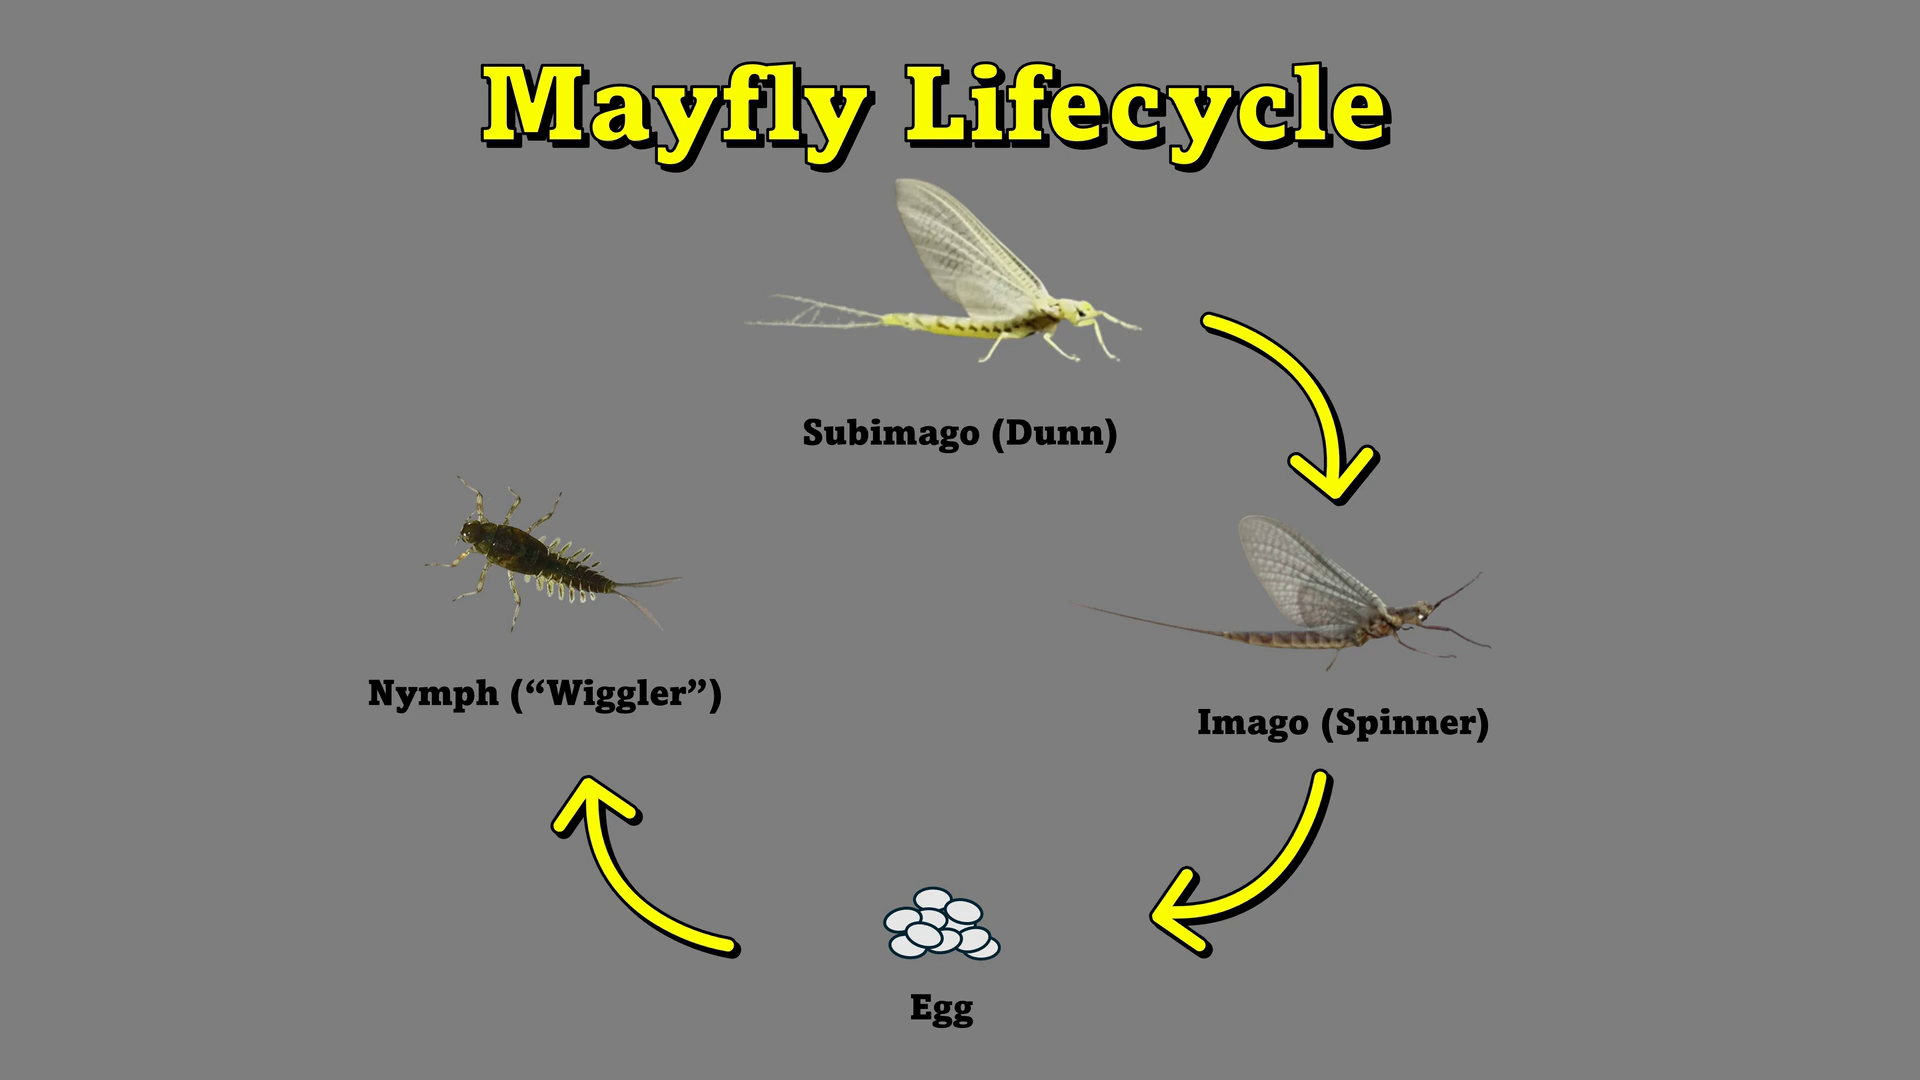 Mayfly Lifecycle
Subimago (Dunn)
Nymph (“Wiggler”)
Imago (Spinner)
Egg